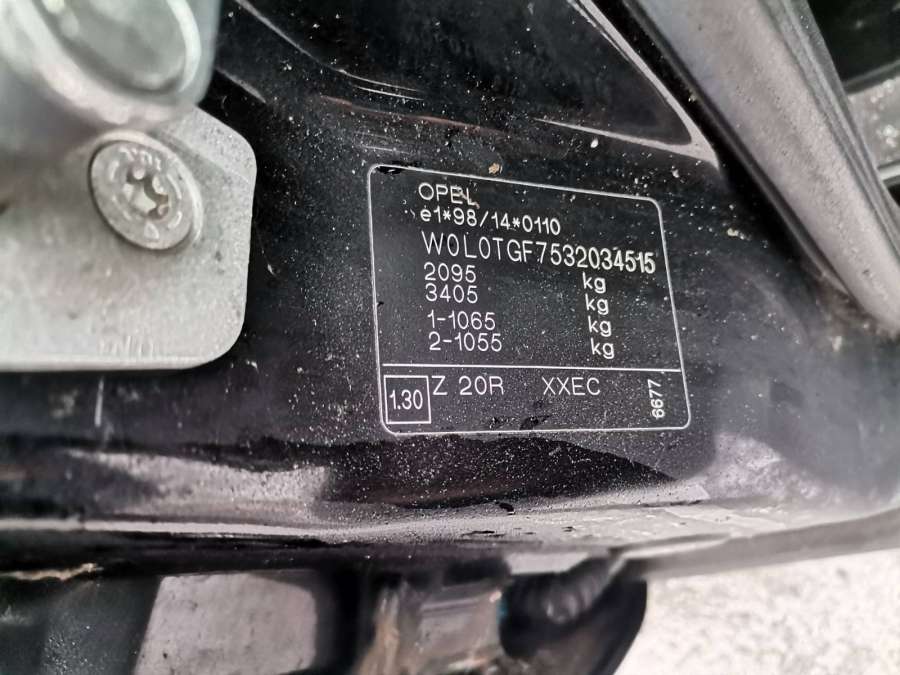 OPEL
e1*98/14*0110
W0L0TGF7532034515
2095 kg
3405 kg
1-1065 kg
2-1055 kg
1.30 Z 20R XXEC 6677